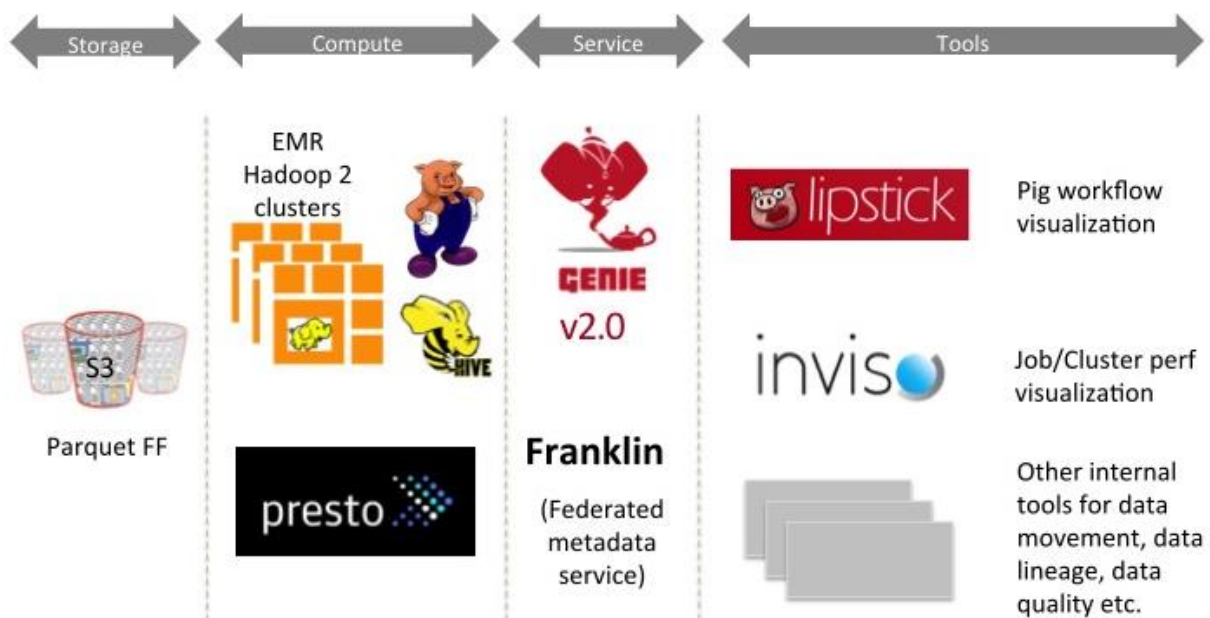 Storage
Compute
Service
Tools
S3
Parquet FF
EMR
Hadoop 2
clusters
HIVE
presto
GENIE
v2.0
Franklin
(Federated
metadata
service)
lipstick
Pig workflow
visualization
inviso
Job/Cluster perf
visualization
Other internal
tools for data
movement, data
lineage, data
quality etc.